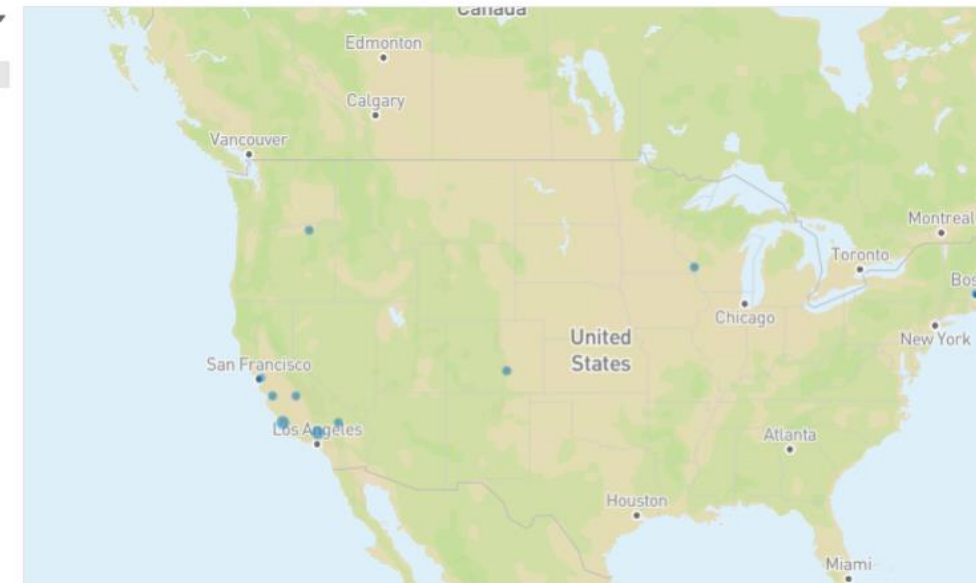 Canada
Edmonton
Calgary
Vancouver
Montreal
Toronto
Bos
Chicago
New York
United
States
San Francisco
Los Angeles
Atlanta
Houston
Miami